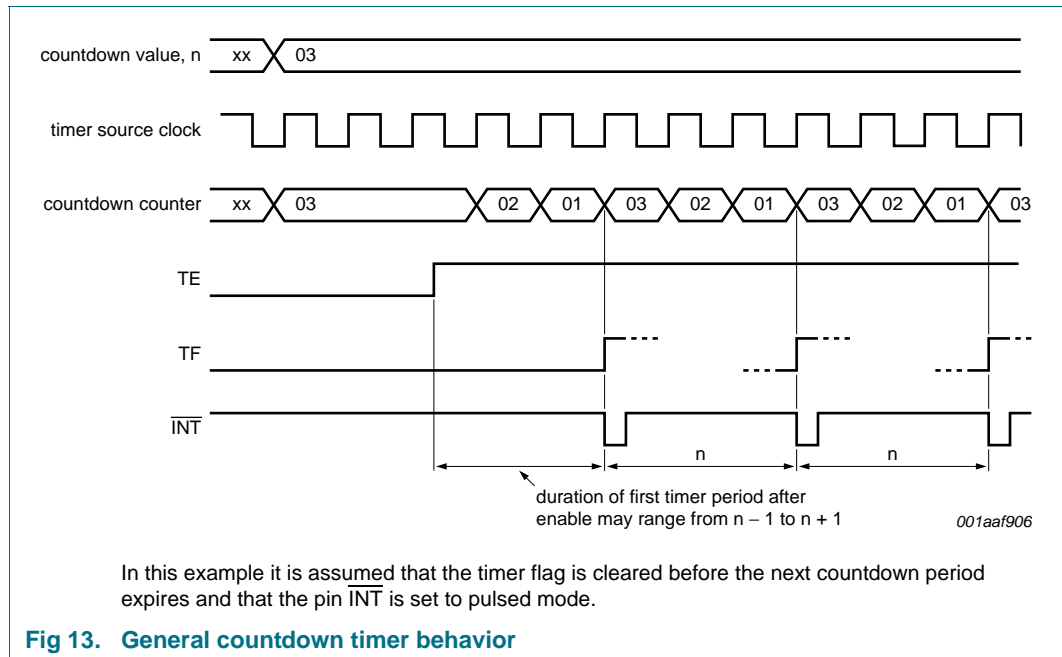 countdown value, n xx 03
timer source clock
countdown counter xx 03 02 01 03 02 01 03 02 01 03
TE
TF
INT
n n
duration of first timer period after
enable may range from n − 1 to n + 1
001aaf906
In this example it is assumed that the timer flag is cleared before the next countdown period
expires and that the pin INT is set to pulsed mode.
Fig 13. General countdown timer behavior